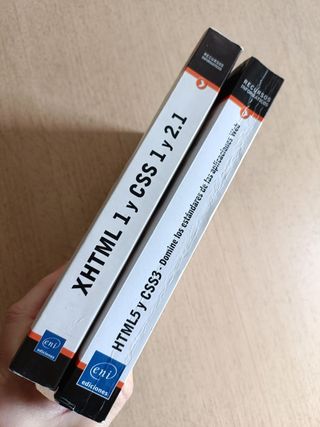 RECURSOS
INFORMÁTICOS
XHTML 1 y CSS 1 y 2.1
eni
ediciones
RECURSOS
INFORMÁTICOS
HTML5 y CSS3 - Domine los estándares de las aplicaciones Web
eni
ediciones